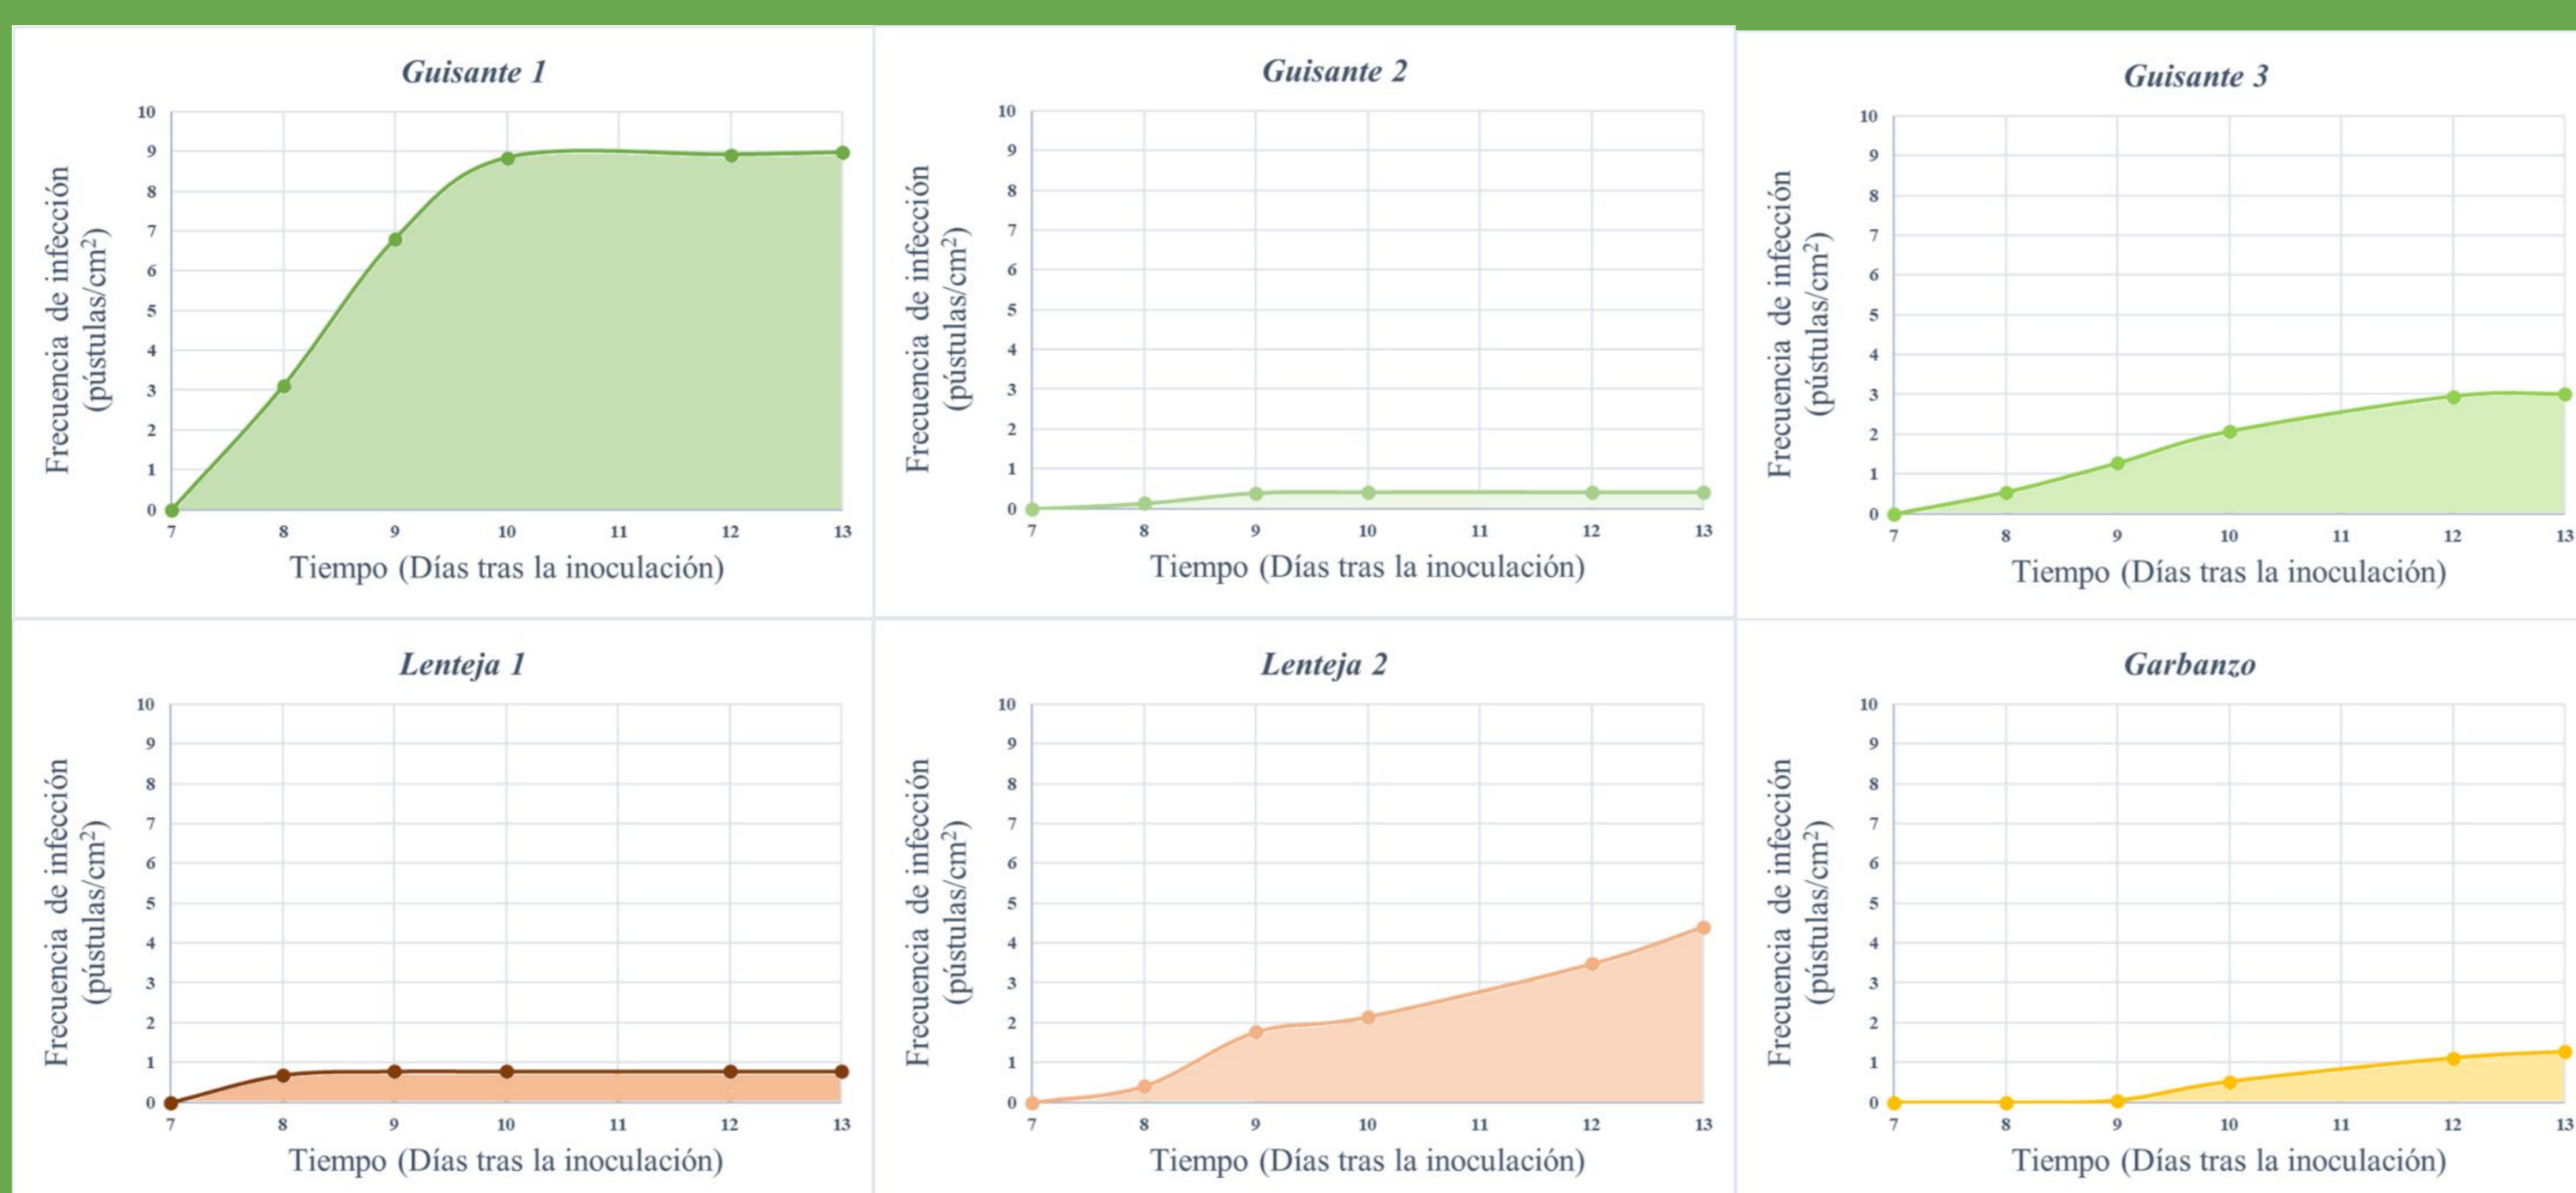 Guisante 1
10
9
8
7
6
5
4
3
2
1
0
7 8 9 10 11 12 13
Frecuencia de infección
(pústulas/cm²)
Tiempo (Días tras la inoculación)
Guisante 2
10
9
8
7
6
5
4
3
2
1
0
7 8 9 10 11 12 13
Frecuencia de infección
(pústulas/cm²)
Tiempo (Días tras la inoculación)
Guisante 3
10
9
8
7
6
5
4
3
2
1
0
7 8 9 10 11 12 13
Frecuencia de infección
(pústulas/cm²)
Tiempo (Días tras la inoculación)
Lenteja 1
10
9
8
7
6
5
4
3
2
1
0
7 8 9 10 11 12 13
Frecuencia de infección
(pústulas/cm²)
Tiempo (Días tras la inoculación)
Lenteja 2
10
9
8
7
6
5
4
3
2
1
0
7 8 9 10 11 12 13
Frecuencia de infección
(pústulas/cm²)
Tiempo (Días tras la inoculación)
Garbanzo
10
9
8
7
6
5
4
3
2
1
0
7 8 9 10 11 12 13
Frecuencia de infección
(pústulas/cm²)
Tiempo (Días tras la inoculación)